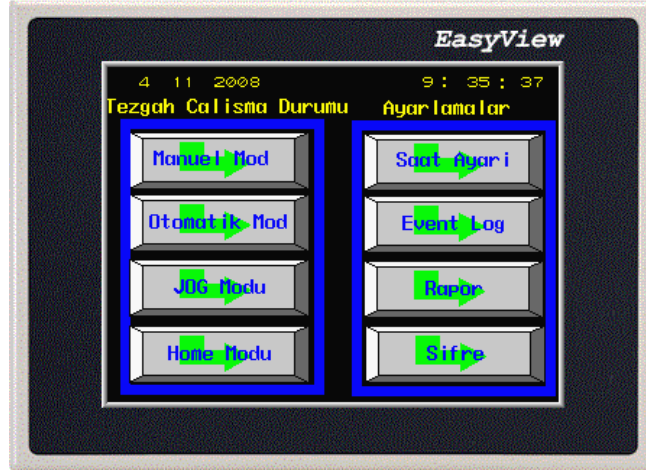 EasyView
4 11 2008 9 : 35 : 37
Tezgah Calisma Durumu Ayarlamalar
Manuel Mod Saat Ayari
Otomatik Mod Event Log
JOG Modu Rapor
Home Modu Sifre